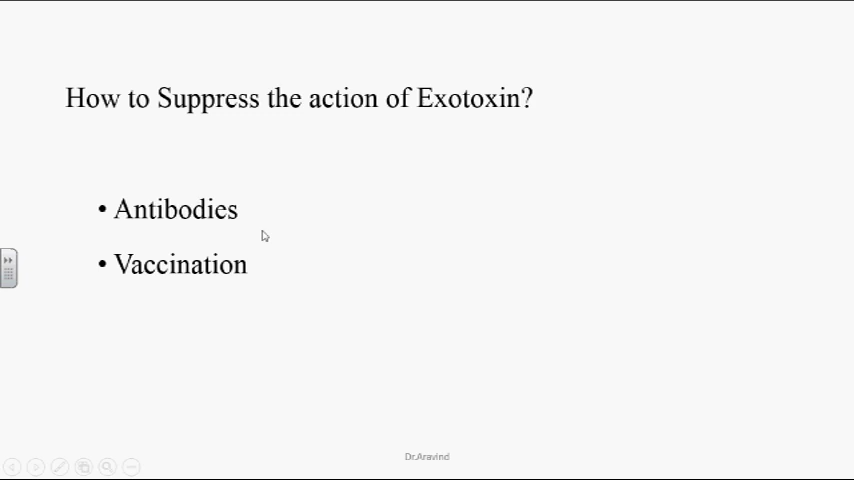 How to Suppress the action of Exotoxin?
• Antibodies
• Vaccination
Dr.Aravind